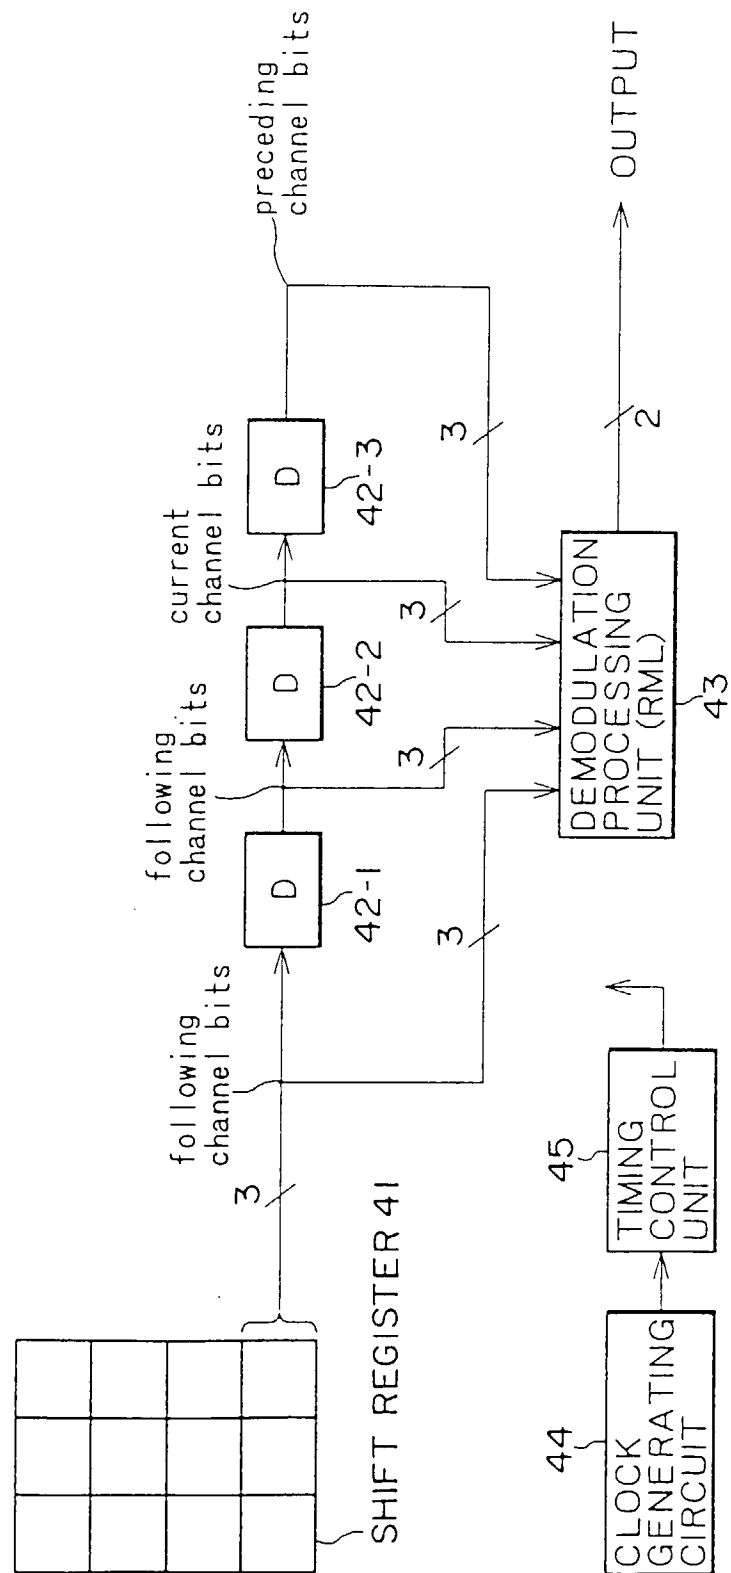 SHIFT REGISTER 41
3
following
channel bits
D
42-1
3
following
channel bits
D
42-2
3
current
channel bits
D
42-3
3
preceding
channel bits
3
DEMODULATION
PROCESSING
UNIT (RML)
43
2
OUTPUT
44
CLOCK
GENERATING
CIRCUIT
45
TIMING
CONTROL
UNIT